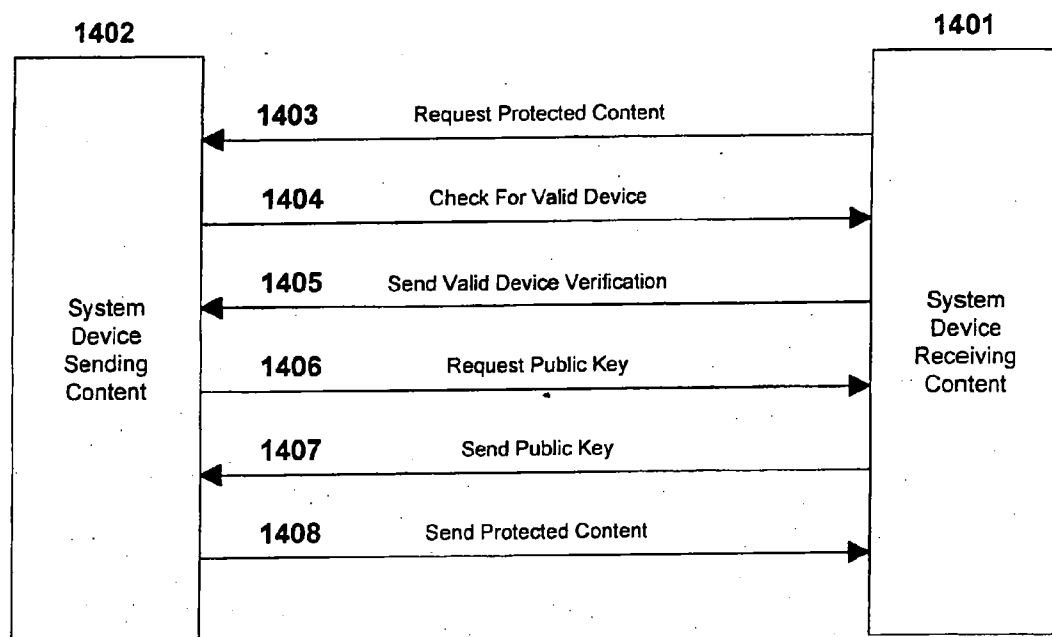 1402
1401
1403 Request Protected Content
1404 Check For Valid Device
1405 Send Valid Device Verification
System
Device
Sending
Content
System
Device
Receiving
Content
1406 Request Public Key
1407 Send Public Key
1408 Send Protected Content